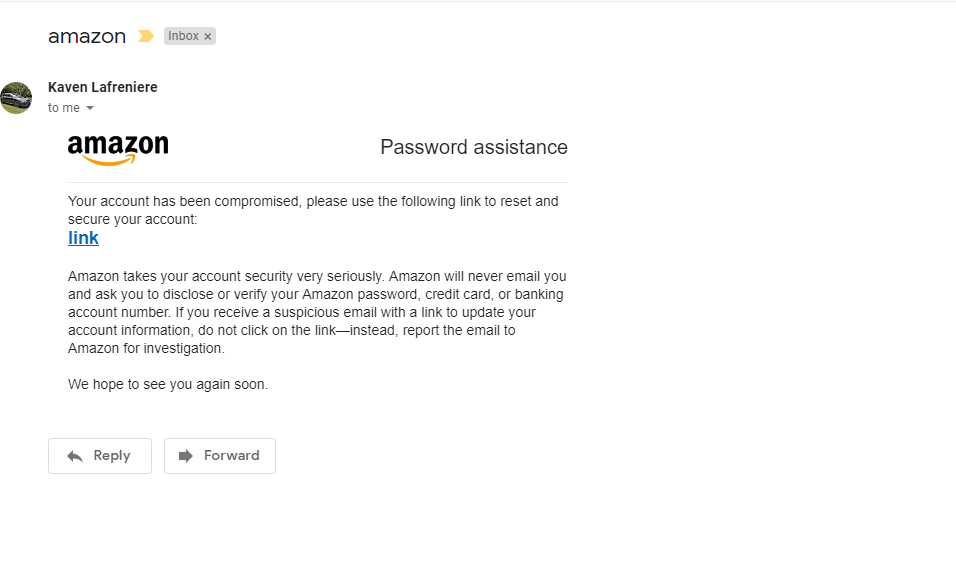 amazon Inbox ×
Kaven Lafreniere
to me
amazon Password assistance
Your account has been compromised, please use the following link to reset and
secure your account:
link
Amazon takes your account security very seriously. Amazon will never email you
and ask you to disclose or verify your Amazon password, credit card, or banking
account number. If you receive a suspicious email with a link to update your
account information, do not click on the link—instead, report the email to
Amazon for investigation.
We hope to see you again soon.
Reply Forward